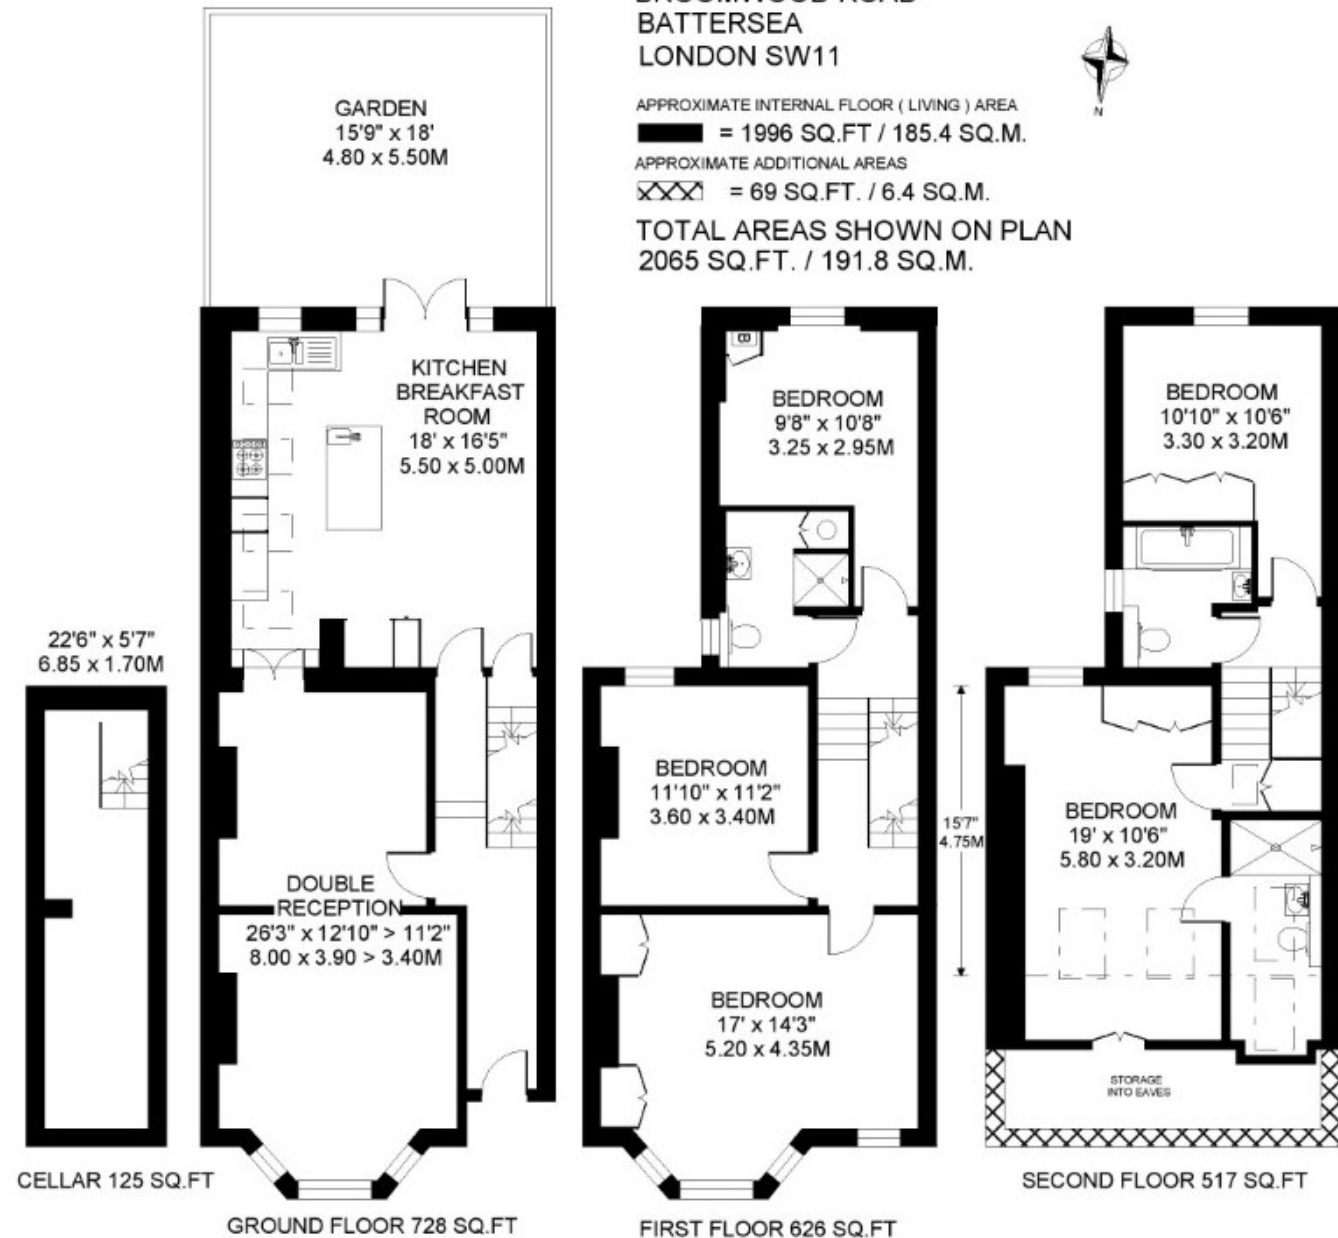 BROOMWOOD ROAD
BATTERSEA
LONDON SW11
N
APPROXIMATE INTERNAL FLOOR ( LIVING ) AREA
= 1996 SQ.FT / 185.4 SQ.M.
APPROXIMATE ADDITIONAL AREAS
= 69 SQ.FT. / 6.4 SQ.M.
TOTAL AREAS SHOWN ON PLAN
2065 SQ.FT. / 191.8 SQ.M.
GARDEN
15'9" x 18'
4.80 x 5.50M
KITCHEN
BREAKFAST
ROOM
18' x 16'5"
5.50 x 5.00M
B
BEDROOM
9'8" x 10'8"
3.25 x 2.95M
BEDROOM
10'10" x 10'6"
3.30 x 3.20M
22'6" x 5'7"
6.85 x 1.70M
BEDROOM
11'10" x 11'2"
3.60 x 3.40M
15'7"
4.75M
BEDROOM
19' x 10'6"
5.80 x 3.20M
DOUBLE
RECEPTION
26'3" x 12'10" > 11'2"
8.00 x 3.90 > 3.40M
BEDROOM
17' x 14'3"
5.20 x 4.35M
STORAGE
INTO EAVES
CELLAR 125 SQ.FT
GROUND FLOOR 728 SQ.FT
FIRST FLOOR 626 SQ.FT
SECOND FLOOR 517 SQ.FT